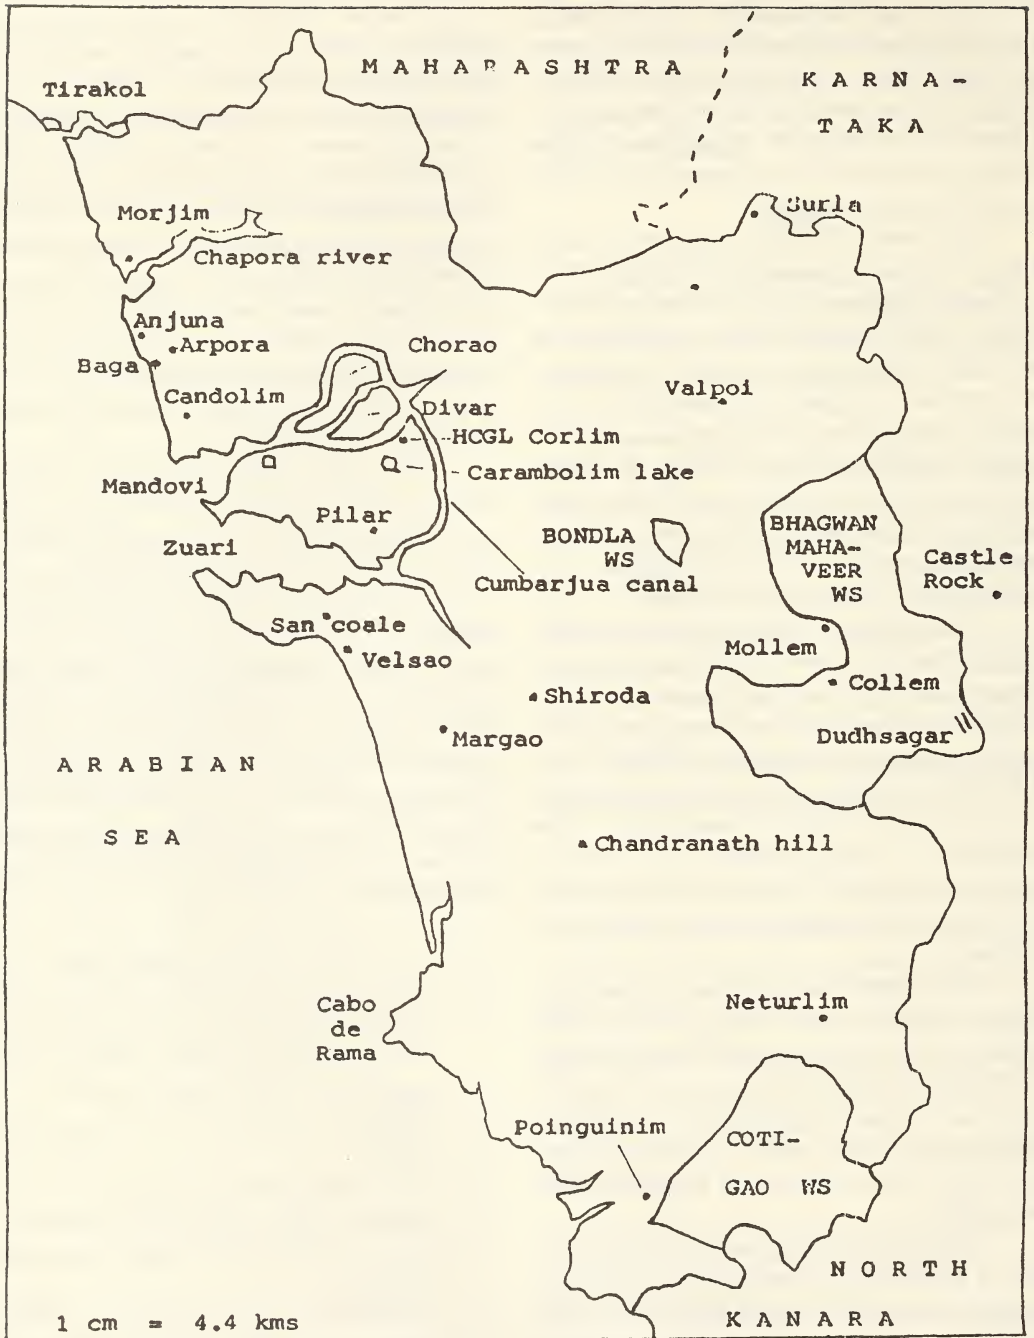 MAHARASHTRA
KARNA-
TAKA
Tirakol
Surla
Morjim
Chapora river
Anjuna
Arpora
Baga
Candolim
Chorao
Divar
Valpoi
HCGL Corlim
Carambolim lake
Mandovi
Pilar
Zuari
BONDLA
WS
Cumbarjua canal
BHAGWAN
MAHA-
VEER
WS
Castle
Rock
San coale
Velsao
Mollem
Collem
Shiroda
Margao
Dudhsagar
ARABIAN
SEA
Chandranath hill
Cabo
de
Rama
Neturlim
Poinguinim
COTI-
GAO WS
NORTH
KANARA
1 cm = 4.4 kms